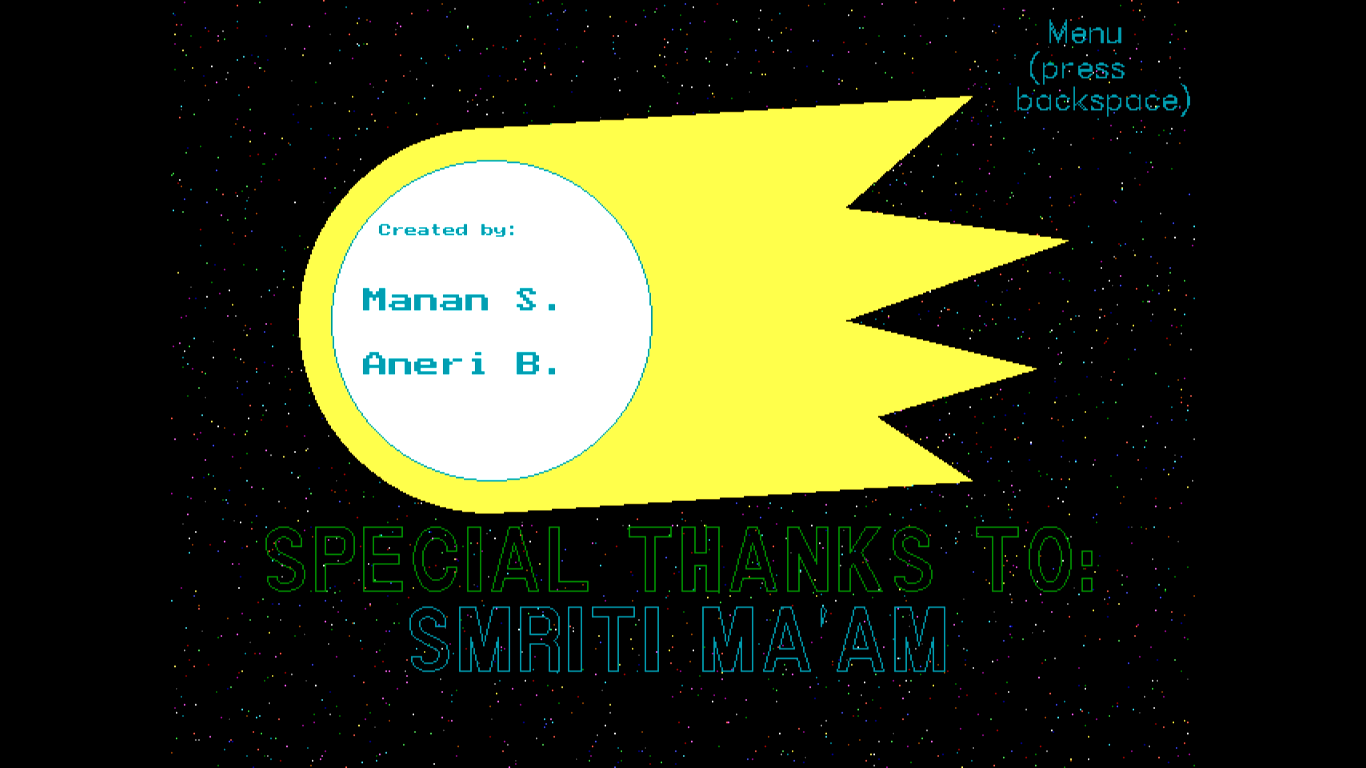 Menu
(press
backspace)
Created by:
Manan S.
Aneri B.
SPECIAL THANKS TO:
SMRITI MA'AM